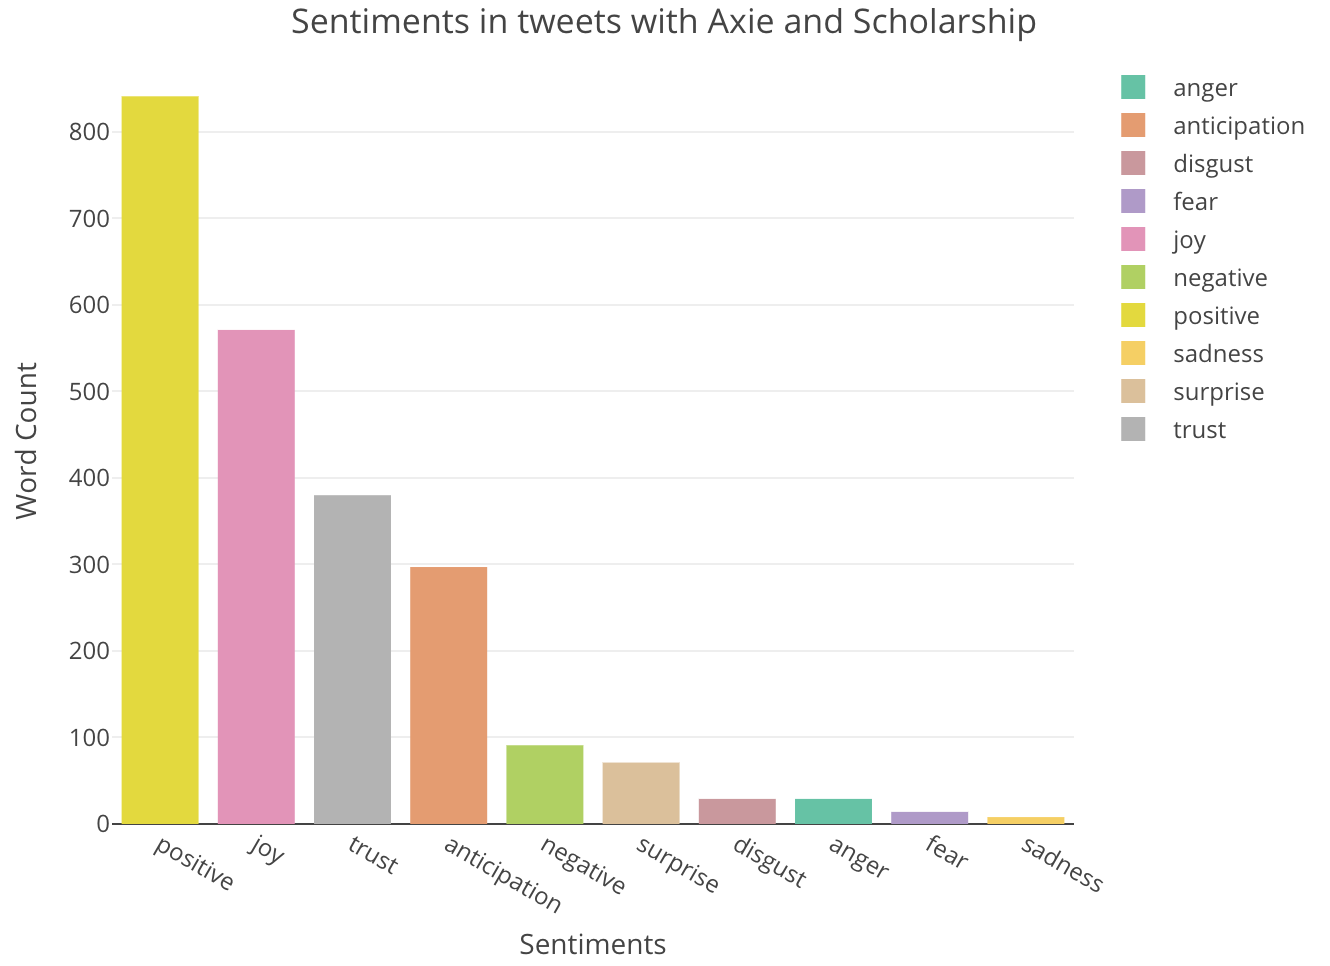 Sentiments in tweets with Axie and Scholarship
Word Count
800
700
600
500
400
300
200
100
0
positive
joy
trust
anticipation
negative
surprise
disgust
anger
fear
sadness
Sentiments
anger
anticipation
disgust
fear
joy
negative
positive
sadness
surprise
trust